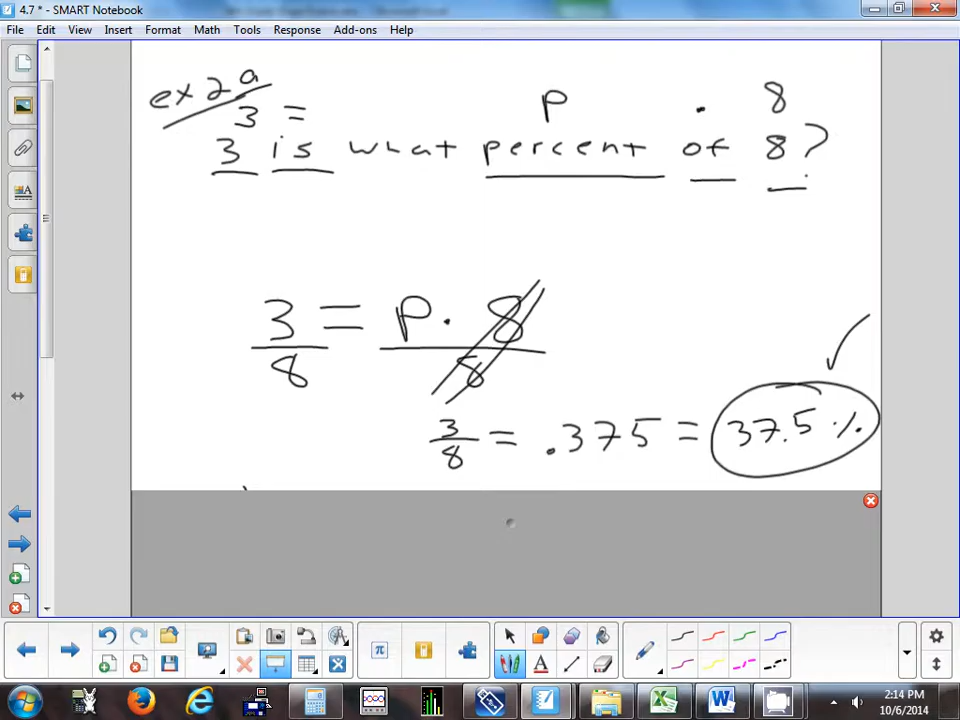 4.7 * - SMART Notebook
File Edit View Insert Format Math Tools Response Add-ons Help
ex 2a
3 = p . 8
3 is what percent of 8?
3 = p . 8
8 8
3/8 = .375 = 37.5 %
2:14 PM
10/6/2014